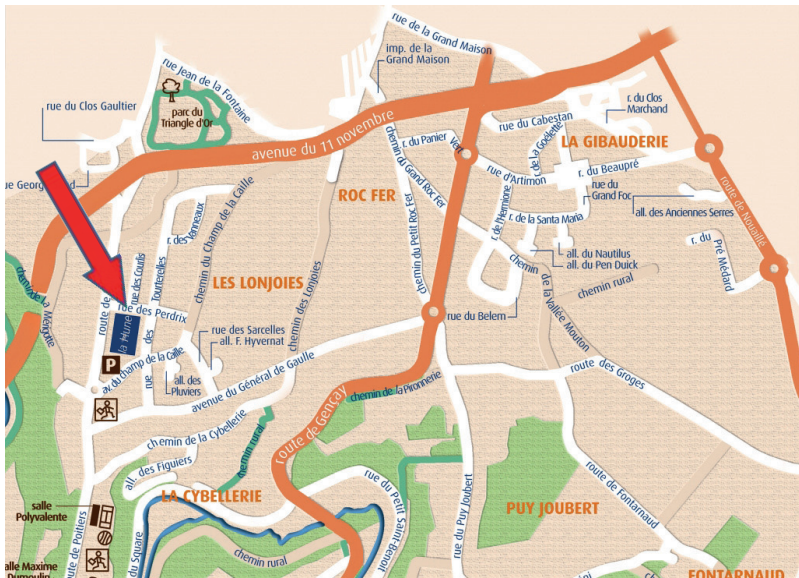 rue de la Grand Maison
imp. de la
Grand Maison
rue Jean de la Fontaine
parc du
Triangle d'Or
rue du Clos Gaultier
avenue du 11 novembre
rue du Cabestan
r. du Clos
Marchand
r. du Panier
Vert
r. de la Goélette
LA GIBAUDERIE
chemin du Grand Roc Fer
rue d'Artimon
r. du Beaupré
ROC FER
rue du
Grand Foc
route de Nouaillé
all. des Anciennes Serres
r. de l'Hermione
r. de la Santa Maria
r. du
Pré Médard
all. du Nautilus
all. du Pen Duick
r. des
Vanneaux
chemin du Champ de la Caille
LES LONJOIES
chemin des Lonjoies
chemin du Petit Roc Fer
chemin de la Vallée Mouton
chemin rural
rue du Belem
chemin de la Mérigotte
route de
rue des Courlis
Tourterelles
des
rue
rue des Perdrix
la Hune
P
av. du champ de la Caille
rue des Sarcelles
all. F. Hyvernat
all. des
Pluviers
avenue du Général de Gaulle
chemin de la Pironnerie
route des Groges
route de Gençay
chemin de la Cybellerie
chemin rural
all. des Figuiers
LA CYBELLERIE
rue du Petit Saint-Benoit
rue du Puy Joubert
PUY JOUBERT
route de Fontarnaud
salle
Polyvalente
route de Poitiers
du Square
chemin rural
salle Maxime
Dumoulin
FONTARNAUD